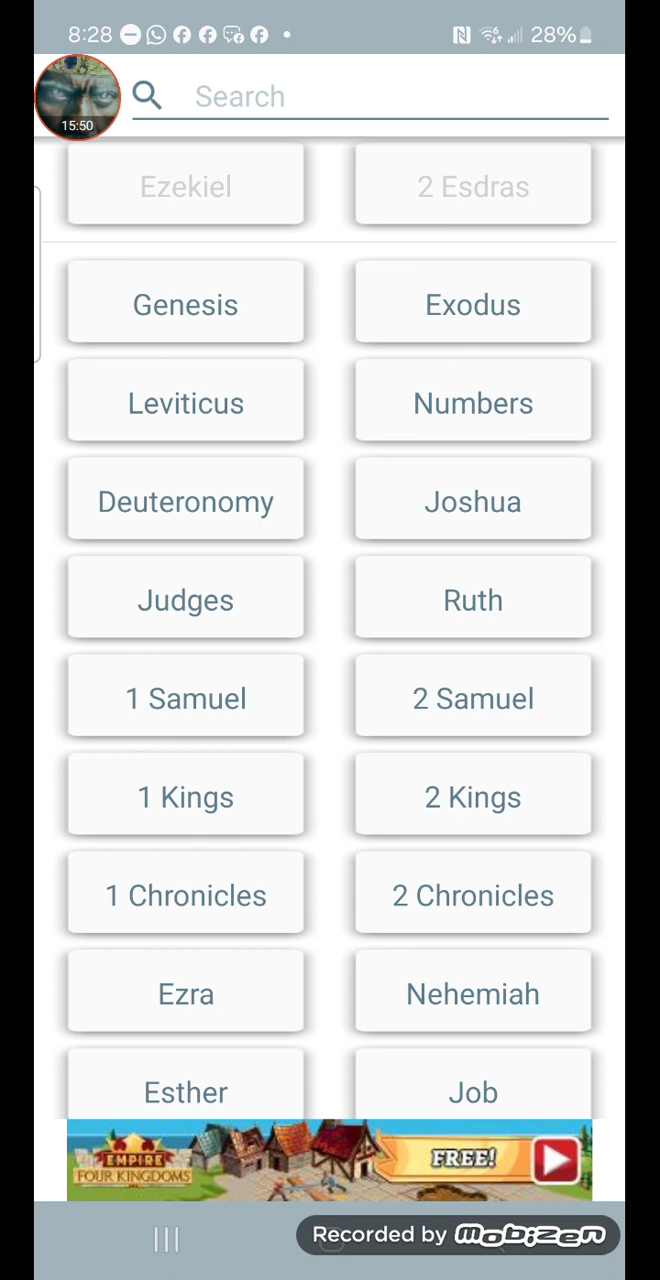 8:28 28%
15:50
Search
Ezekiel 2 Esdras
Genesis Exodus
Leviticus Numbers
Deuteronomy Joshua
Judges Ruth
1 Samuel 2 Samuel
1 Kings 2 Kings
1 Chronicles 2 Chronicles
Ezra Nehemiah
Esther Job
EMPIRE
FOUR KINGDOMS
FREE!
Recorded by mobizen